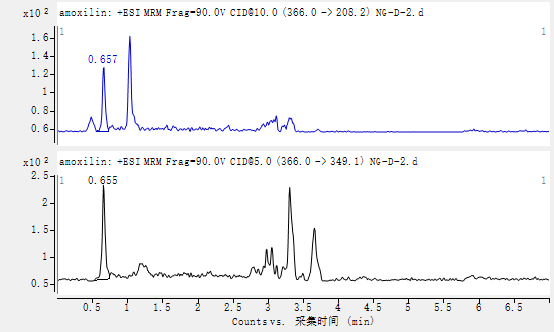 x10 2 amoxilin: +ESI MRM Frag=90.0V CID@10.0 (366.0 -> 208.2) NG-D-2.d
1 1
1.6
0.657
1.4
1.2
1
0.8
0.6
x10 2 amoxilin: +ESI MRM Frag=90.0V CID@5.0 (366.0 -> 349.1) NG-D-2.d
2.5 1 1
0.655
2
1.5
1
0.5
0.5 1 1.5 2 2.5 3 3.5 4 4.5 5 5.5 6 6.5
Counts vs. 采集时间 (min)